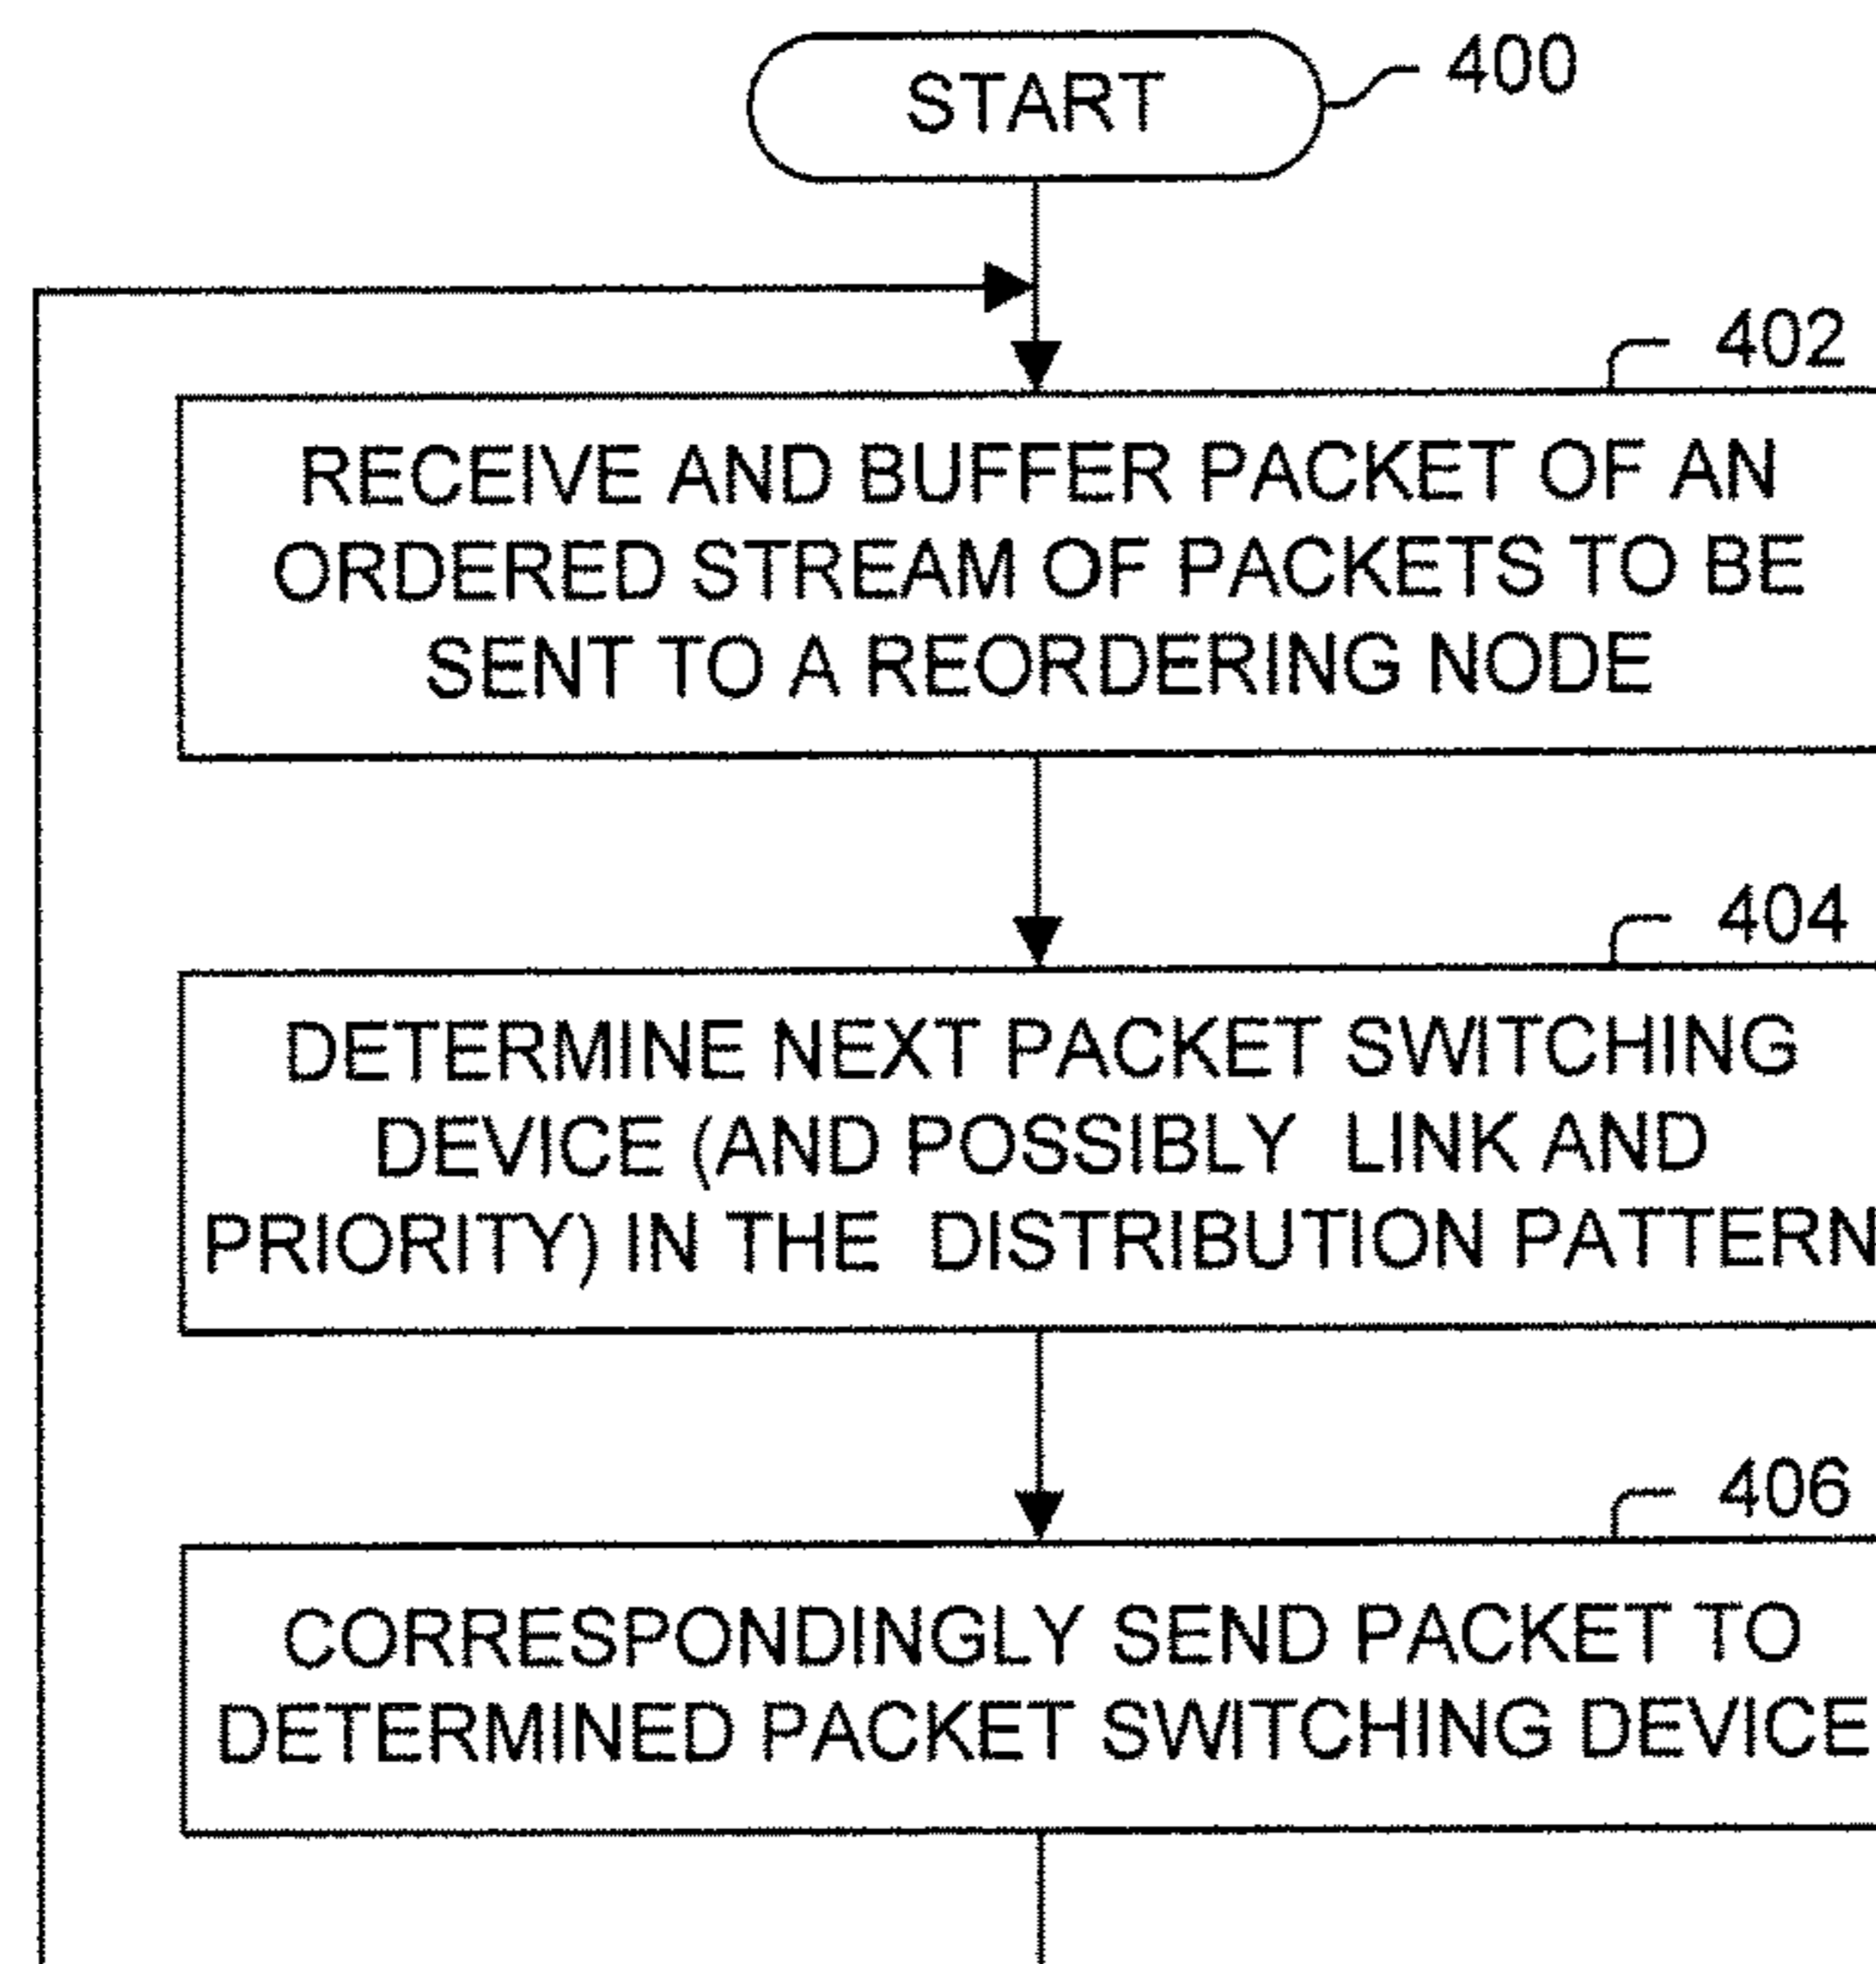 START
400
402
RECEIVE AND BUFFER PACKET OF AN
ORDERED STREAM OF PACKETS TO BE
SENT TO A REORDERING NODE
404
DETERMINE NEXT PACKET SWITCHING
DEVICE (AND POSSIBLY LINK AND
PRIORITY) IN THE DISTRIBUTION PATTERN
406
CORRESPONDINGLY SEND PACKET TO
DETERMINED PACKET SWITCHING DEVICE